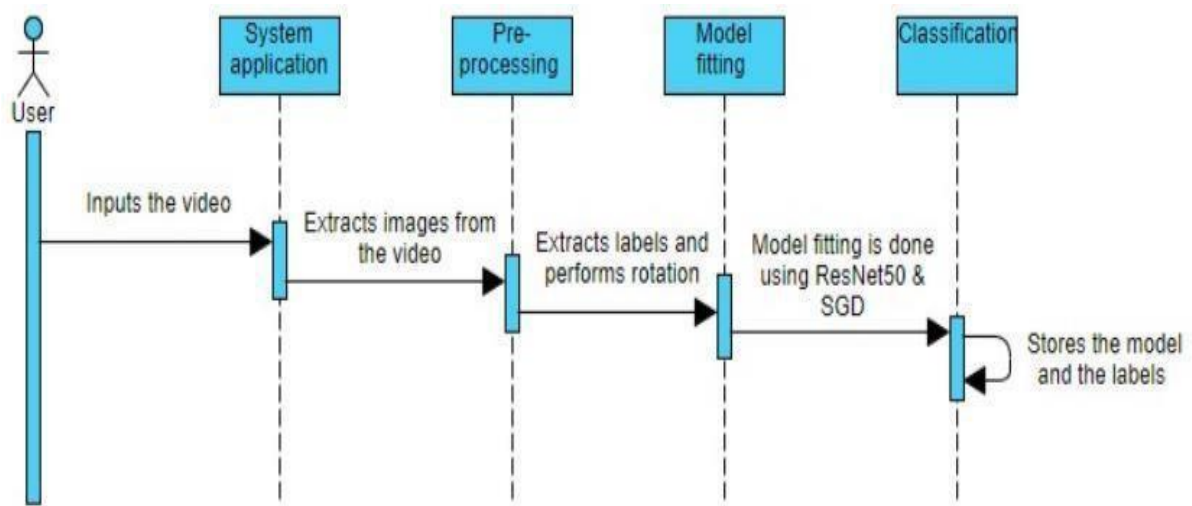 System
application
Pre-
processing
Model
fitting
Classification
User
Inputs the video
Extracts images from
the video
Extracts labels and
performs rotation
Model fitting is done
using ResNet50 &
SGD
Stores the model
and the labels